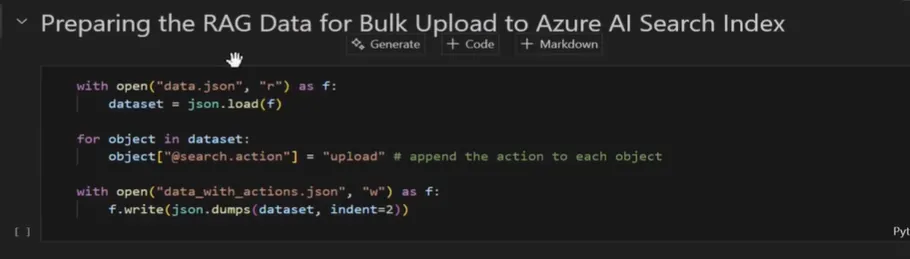 Preparing the RAG Data for Bulk Upload to Azure AI Search Index
Generate + Code + Markdown
with open("data.json", "r") as f:
    dataset = json.load(f)
for object in dataset:
    object["@search.action"] = "upload" # append the action to each object
with open("data_with_actions.json", "w") as f:
    f.write(json.dumps(dataset, indent=2))
[ ]
Pyt